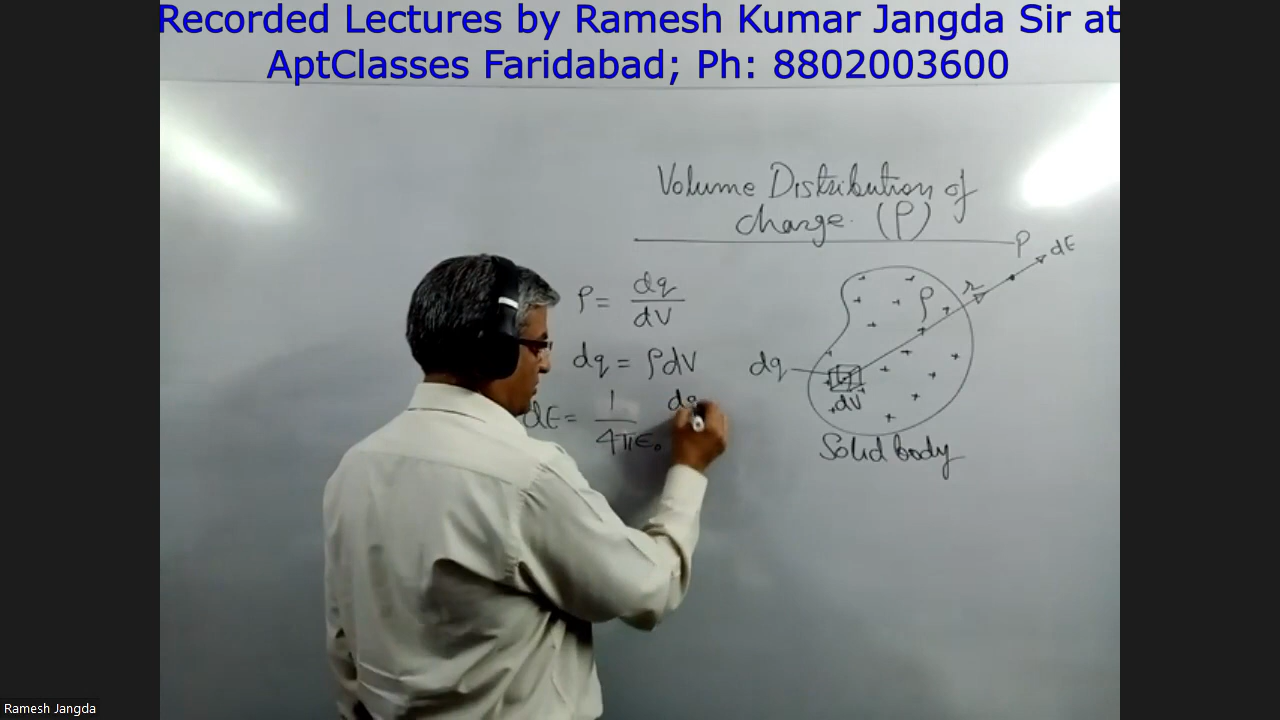 Recorded Lectures by Ramesh Kumar Jangda Sir at
AptClasses Faridabad; Ph: 8802003600
Volume Distribution of
Charge. (ρ)
ρ = dq/dV
dq = ρdV
dE = 1/4πε₀ dq
P dE
r
ρ
dq
dV
Solid body
Ramesh Jangda